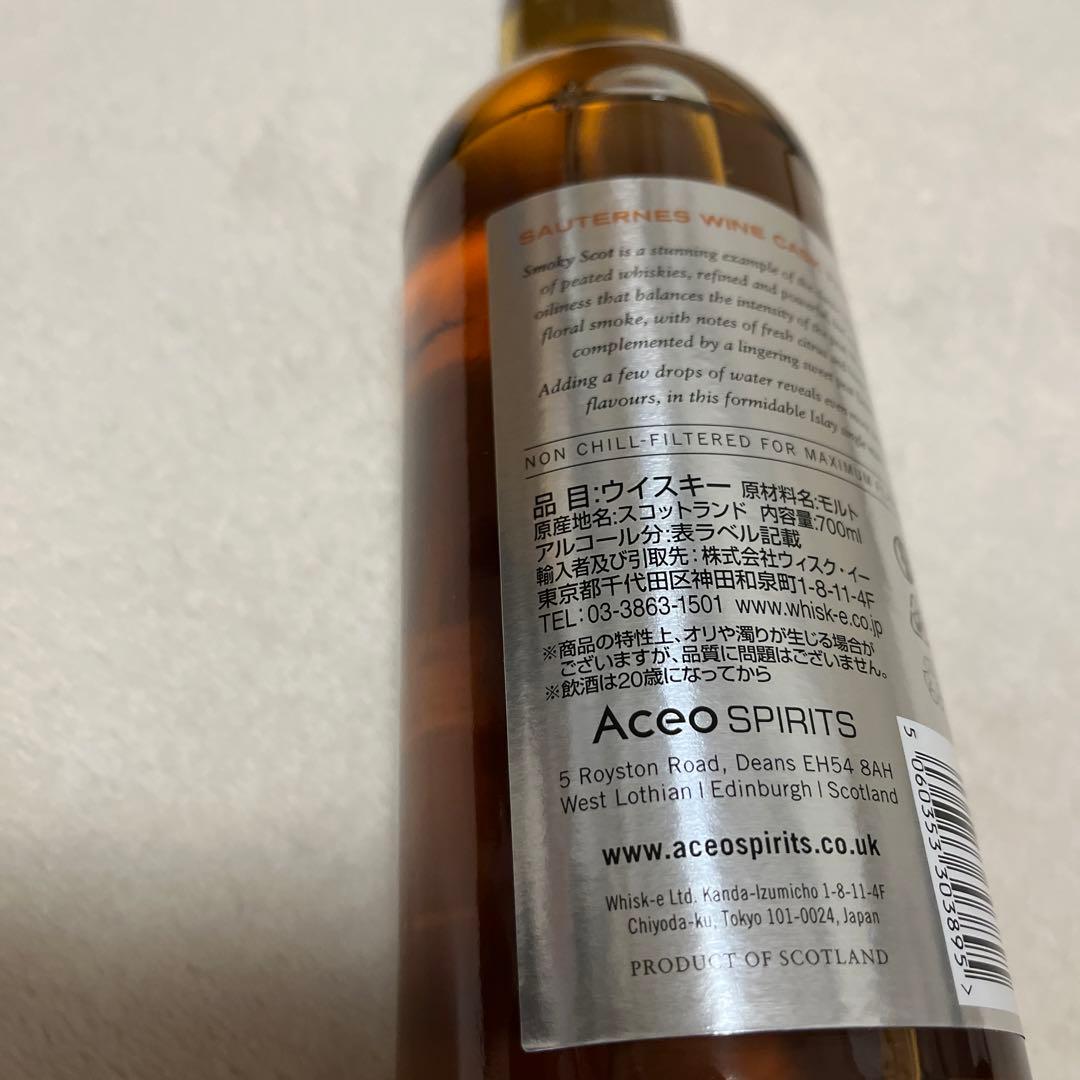 SAUTERNES WINE CASK
Smoky Scot is a stunning example of
of peated whiskies, refined and
oiliness that balances the intensity of
floral smoke, with notes of fresh citrus
complemented by a lingering sweet
Adding a few drops of water reveals even
flavours, in this formidable Islay single
NON CHILL-FILTERED FOR MAXIMUM
品 目:ウイスキー 原材料名:モルト
原産地名:スコットランド 内容量:700ml
アルコール分:表ラベル記載
輸入者及び引取先:株式会社ウィスク・イー
東京都千代田区神田和泉町1-8-11-4F
TEL:03-3863-1501 www.whisk-e.co.jp
※商品の特性上、オリや濁りが生じる場合が
ございますが、品質に問題はございません。
※飲酒は20歳になってから
Aceo SPIRITS
5 Royston Road, Deans EH54 8AH
West Lothian | Edinburgh | Scotland
www.aceospirits.co.uk
Whisk-e Ltd. Kanda-Izumicho 1-8-11-4F
Chiyoda-ku, Tokyo 101-0024, Japan
PRODUCT OF SCOTLAND
5 060353 303895 >